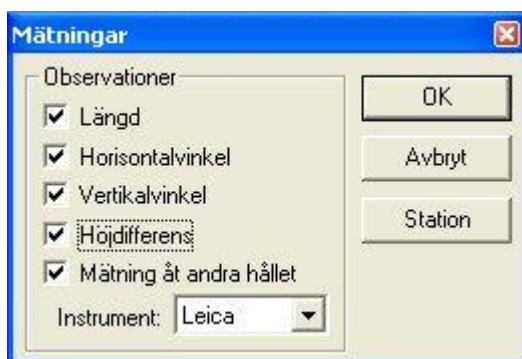 Mätningar
Observationer
Längd
Horisontalvinkel
Vertikalvinkel
Höjdifferens
Mätning åt andra hållet
Instrument: Leica
OK
Avbryt
Station